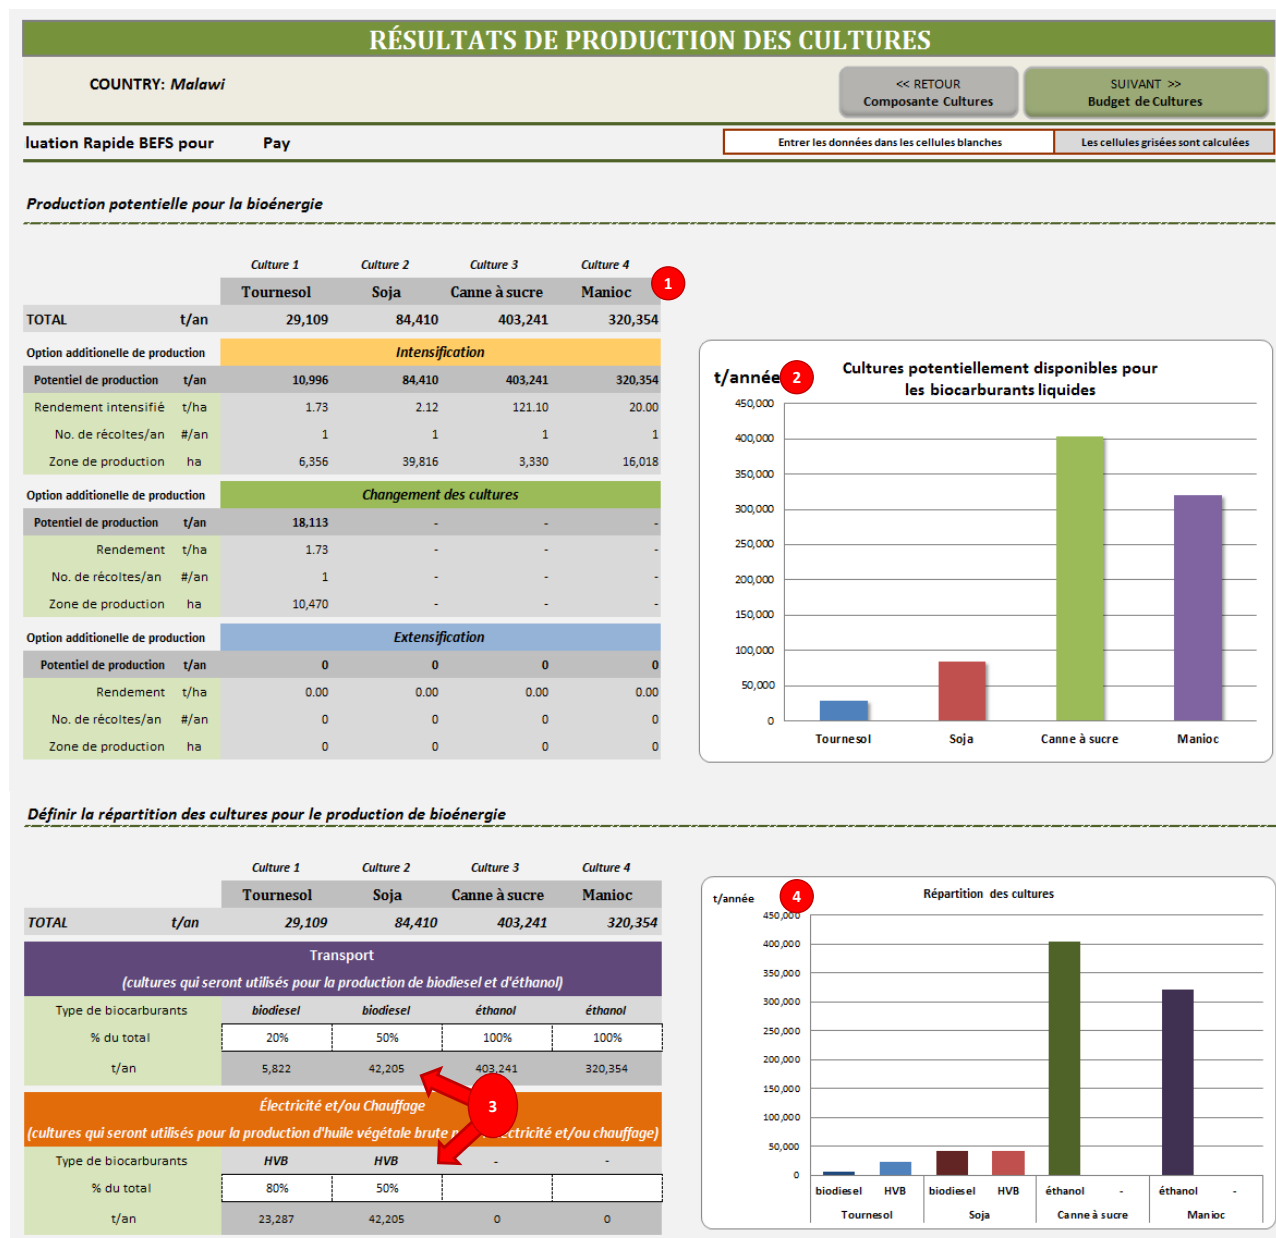 RÉSULTATS DE PRODUCTION DES CULTURES
COUNTRY: Malawi
<< RETOUR
Composante Cultures
SUIVANT >>
Budget de Cultures
luation Rapide BEFS pour Pay
Entrer les données dans les cellules blanches
Les cellules grisées sont calculées
Production potentielle pour la bioénergie
Culture 1 Culture 2 Culture 3 Culture 4
Tournesol Soja Canne à sucre Manioc
1
TOTAL t/an 29,109 84,410 403,241 320,354
Option additionelle de production Intensification
Potentiel de production t/an 10,996 84,410 403,241 320,354
Rendement intensifié t/ha 1.73 2.12 121.10 20.00
No. de récoltes/an #/an 1 1 1 1
Zone de production ha 6,356 39,816 3,330 16,018
Option additionelle de production Changement des cultures
Potentiel de production t/an 18,113 - - -
Rendement t/ha 1.73 - - -
No. de récoltes/an #/an 1 - - -
Zone de production ha 10,470 - - -
Option additionelle de production Extensification
Potentiel de production t/an 0 0 0 0
Rendement t/ha 0.00 0.00 0.00 0.00
No. de récoltes/an #/an 0 0 0 0
Zone de production ha 0 0 0 0
t/année 2
Cultures potentiellement disponibles pour
les biocarburants liquides
450,000
400,000
350,000
300,000
250,000
200,000
150,000
100,000
50,000
0
Tournesol Soja Canne à sucre Manioc
Définir la répartition des cultures pour le production de bioénergie
Culture 1 Culture 2 Culture 3 Culture 4
Tournesol Soja Canne à sucre Manioc
TOTAL t/an 29,109 84,410 403,241 320,354
Transport
(cultures qui seront utilisés pour la production de biodiesel et d'éthanol)
Type de biocarburants biodiesel biodiesel éthanol éthanol
% du total 20% 50% 100% 100%
t/an 5,822 42,205 403,241 320,354
3
Électricité et/ou Chauffage
(cultures qui seront utilisés pour la production d'huile végétale brute et/ou chauffage)
Type de biocarburants HVB HVB - -
% du total 80% 50%
t/an 23,287 42,205 0 0
t/année 4
Répartition des cultures
450,000
400,000
350,000
300,000
250,000
200,000
150,000
100,000
50,000
0
biodiesel HVB biodiesel HVB éthanol - éthanol -
Tournesol Soja Canne à sucre Manioc